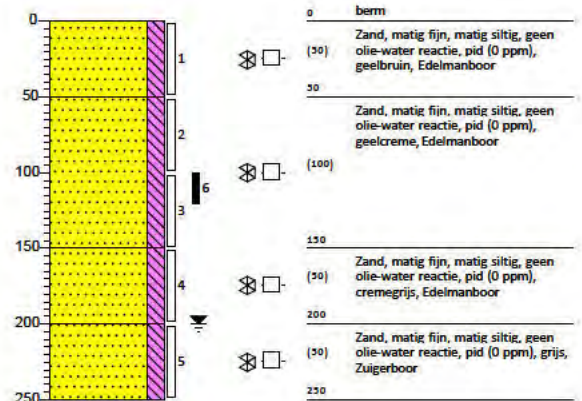 0
50
100
150
200
250
1
2
3
4
5
6
0 berm
(50) Zand, matig fijn, matig siltig, geen
olie-water reactie, pid (0 ppm),
geelbruin, Edelmanboor
50
Zand, matig fijn, matig siltig, geen
olie-water reactie, pid (0 ppm),
geelcreme, Edelmanboor
(100)
150
(50) Zand, matig fijn, matig siltig, geen
olie-water reactie, pid (0 ppm),
cremegrijs, Edelmanboor
200
(50) Zand, matig fijn, matig siltig, geen
olie-water reactie, pid (0 ppm), grijs,
Zuigerboor
250